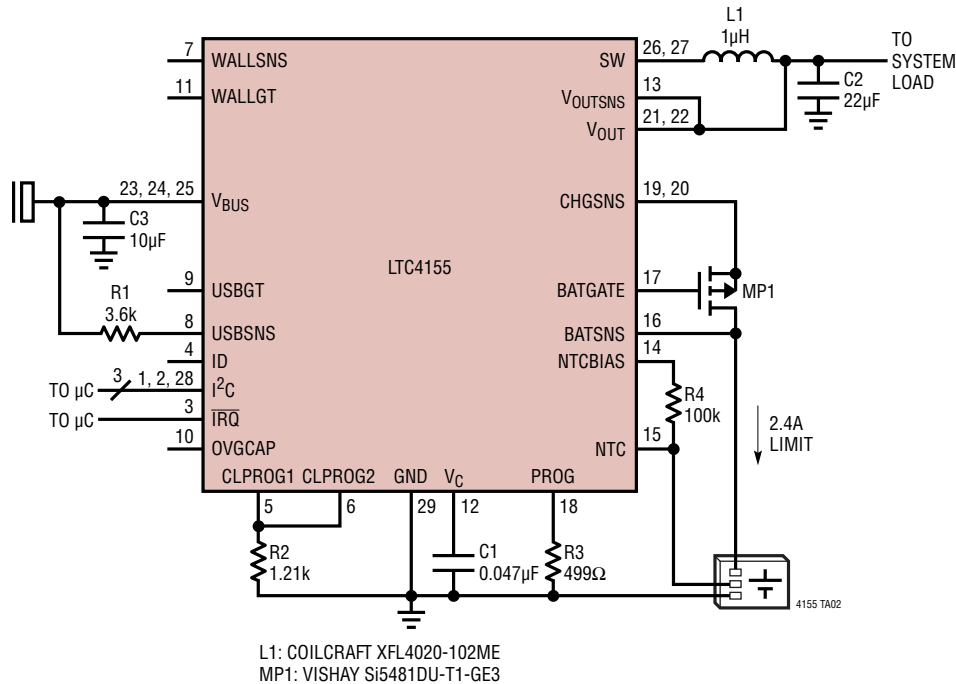 L1
1µH
TO
SYSTEM
LOAD
7
WALLSNS
SW
26, 27
11
WALLGT
VOUTSNS
13
C2
22µF
VOUT
21, 22
23, 24, 25
VBUS
CHGSNS
19, 20
C3
10µF
LTC4155
9
USBGT
BATGATE
17
MP1
R1
3.6k
8
USBSNS
BATSNS
16
4
ID
NTCBIAS
14
TO µC
3
1, 2, 28
I²C
R4
100k
TO µC
3
IRQ
2.4A
LIMIT
10
OVGCAP
NTC
15
CLPROG1
CLPROG2
GND
VC
PROG
5
6
29
12
18
R2
1.21k
C1
0.047µF
R3
499Ω
4155 TA02
L1: COILCRAFT XFL4020-102ME
MP1: VISHAY Si5481DU-T1-GE3